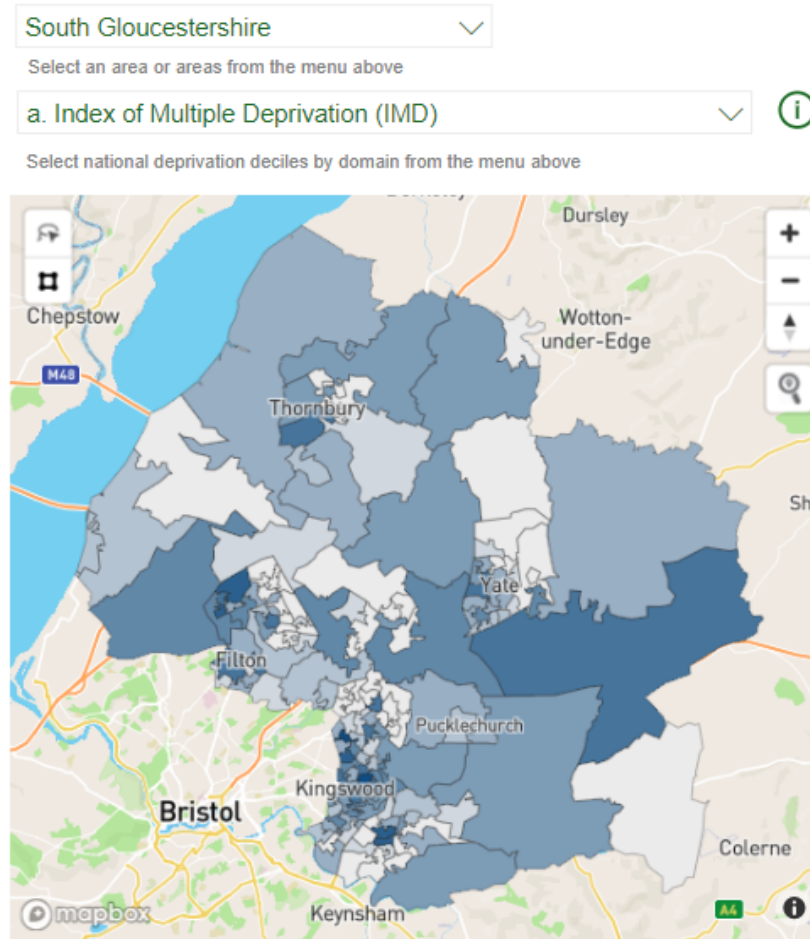 South Gloucestershire
Select an area or areas from the menu above
a. Index of Multiple Deprivation (IMD)
Select national deprivation deciles by domain from the menu above
Dursley
Chepstow
Wotton-
under-Edge
M48
Thornbury
Sh
Yate
Filton
Pucklechurch
Kingswood
Bristol
Colerne
mapbox
Keynsham
A4